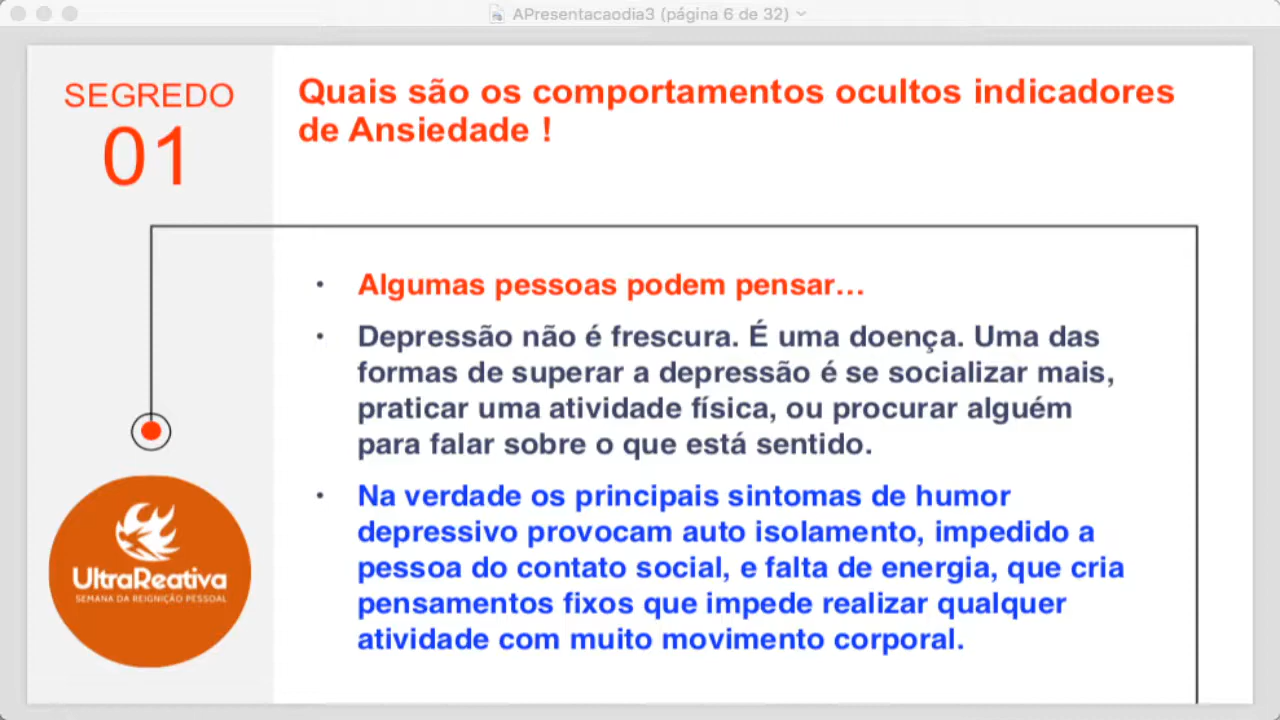 APresentacaodia3 (página 6 de 32)
SEGREDO
01
Quais são os comportamentos ocultos indicadores
de Ansiedade !
• Algumas pessoas podem pensar...
• Depressão não é frescura. É uma doença. Uma das
formas de superar a depressão é se socializar mais,
praticar uma atividade física, ou procurar alguém
para falar sobre o que está sentido.
• Na verdade os principais sintomas de humor
depressivo provocam auto isolamento, impedido a
pessoa do contato social, e falta de energia, que cria
pensamentos fixos que impede realizar qualquer
atividade com muito movimento corporal.
UltraReativa
SEMANA DA REIGNIÇÃO PESSOAL